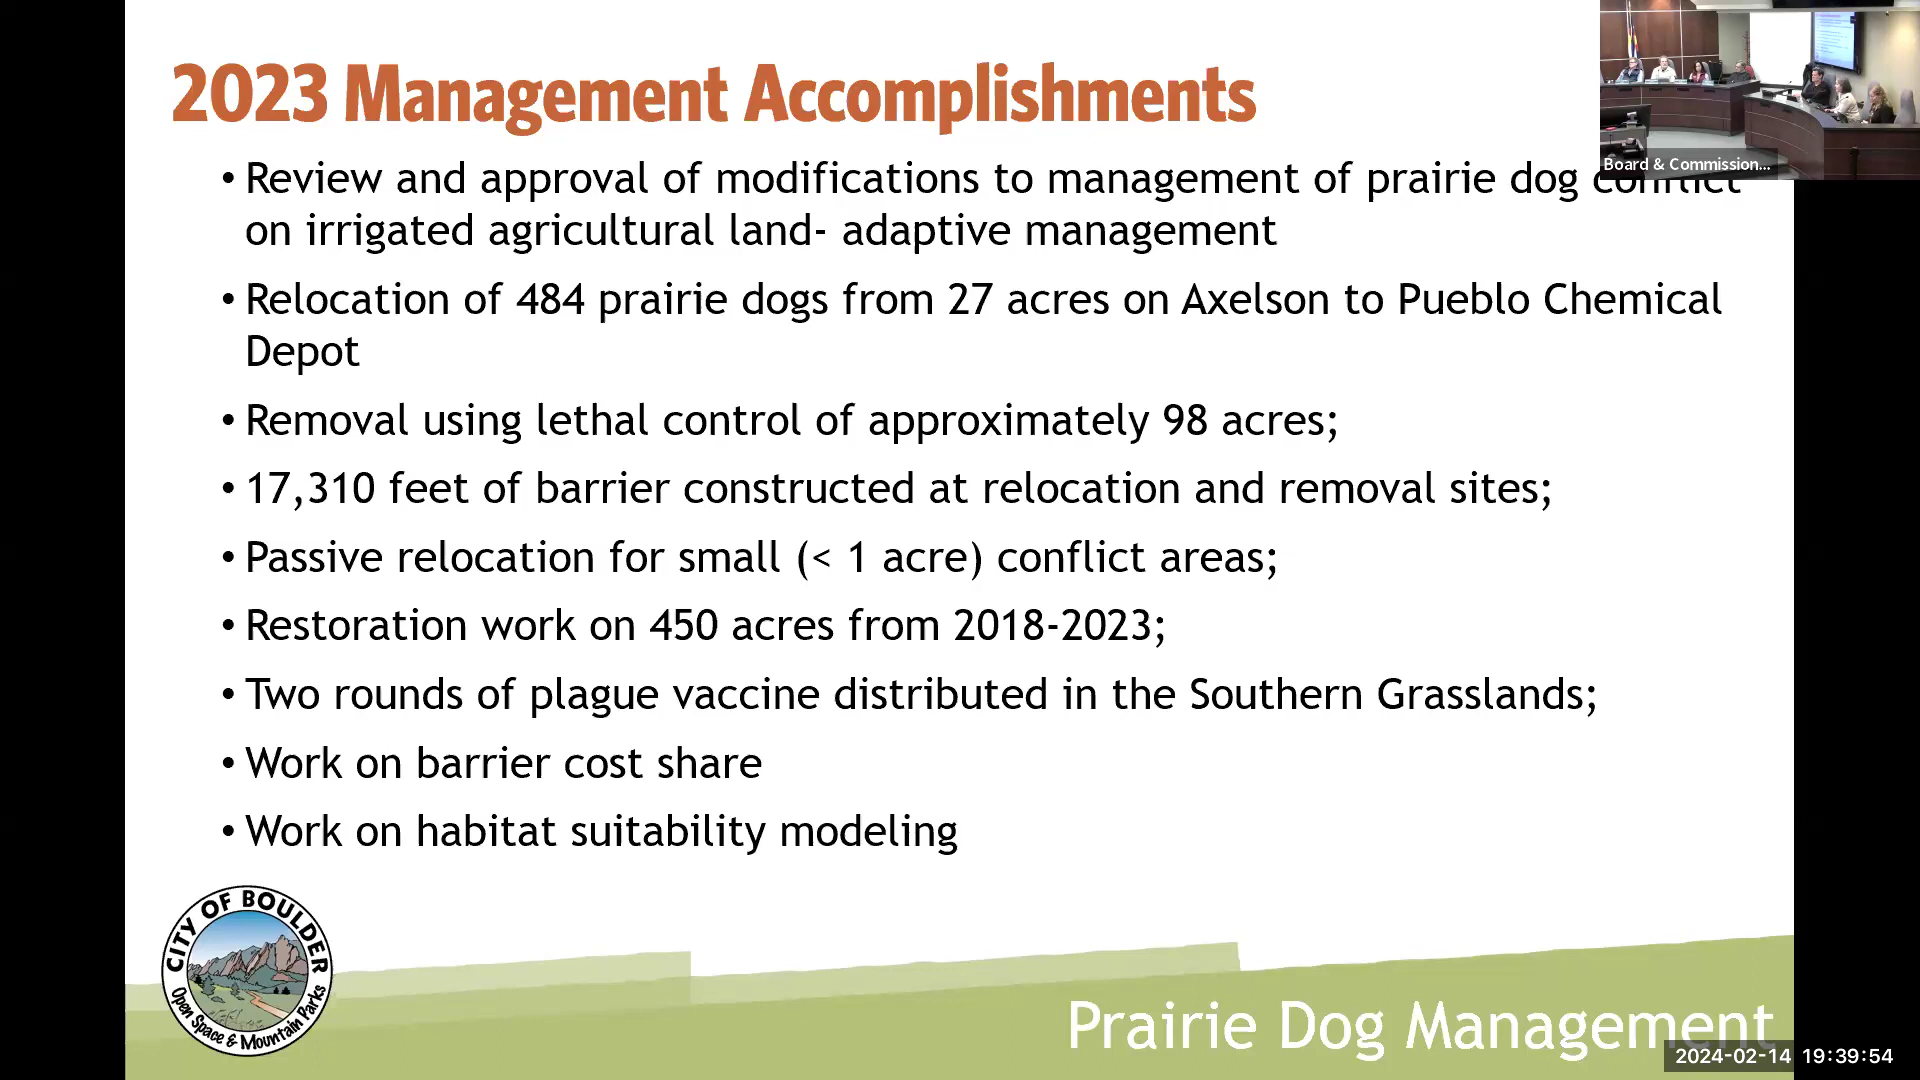 2023 Management Accomplishments
• Review and approval of modifications to management of prairie dog conflict
on irrigated agricultural land- adaptive management
• Relocation of 484 prairie dogs from 27 acres on Axelson to Pueblo Chemical
Depot
• Removal using lethal control of approximately 98 acres;
• 17,310 feet of barrier constructed at relocation and removal sites;
• Passive relocation for small (< 1 acre) conflict areas;
• Restoration work on 450 acres from 2018-2023;
• Two rounds of plague vaccine distributed in the Southern Grasslands;
• Work on barrier cost share
• Work on habitat suitability modeling
Board & Commission...
CITY OF BOULDER
Open Space & Mountain Parks
Prairie Dog Management
2024-02-14 19:39:54